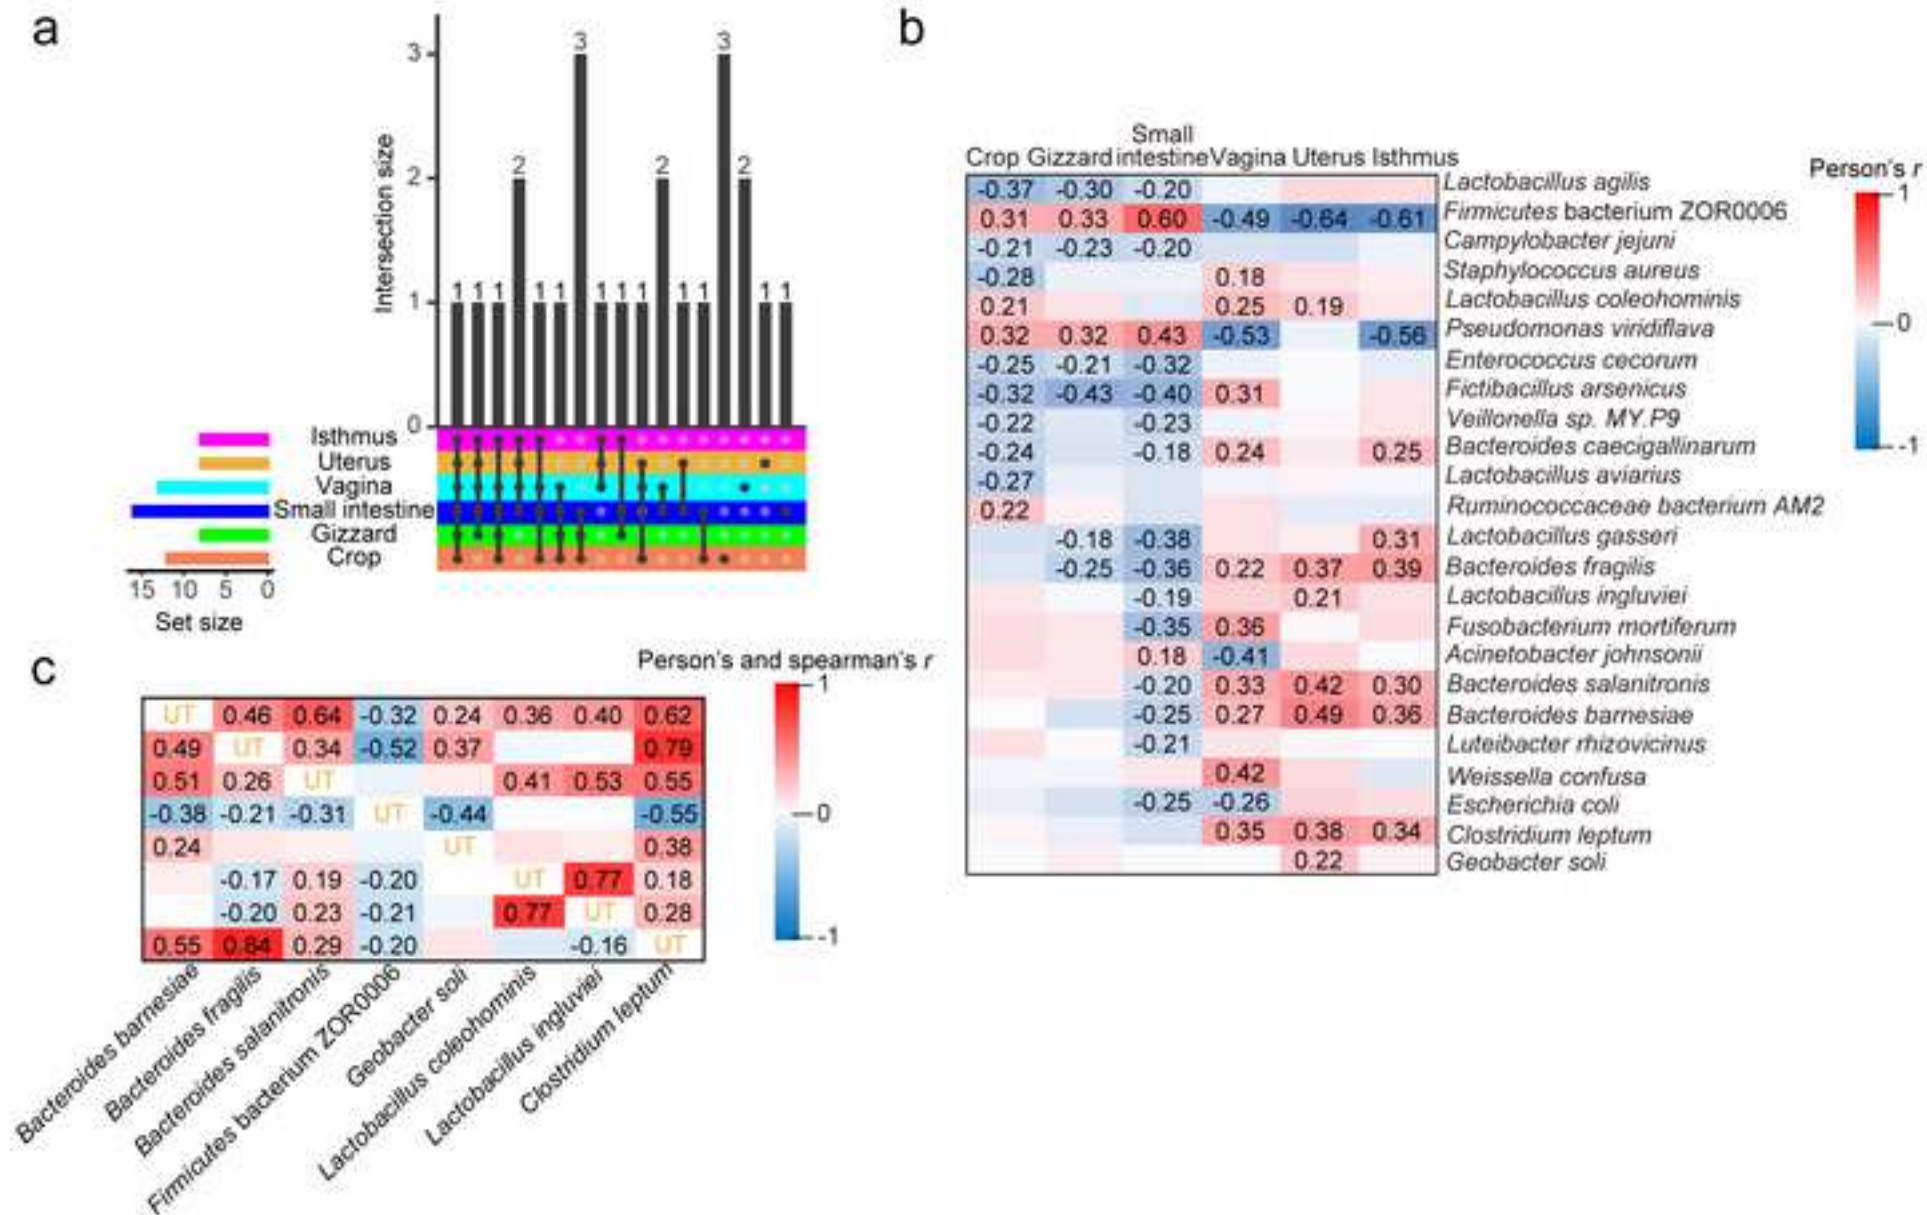 a
3
3
3
2
2
2
2
1
1 1 1 1 1 1 1 1 1 1 1 1
0
Intersection size
Isthmus
Uterus
Vagina
Small intestine
Gizzard
Crop
15 10 5 0
Set size
b
Crop Gizzard Small intestine Vagina Uterus Isthmus
-0.37 -0.30 -0.20 Lactobacillus agilis
0.31 0.33 0.60 -0.49 -0.64 -0.61 Firmicutes bacterium ZOR0006
-0.21 -0.23 -0.20 Campylobacter jejuni
-0.28 0.18 Staphylococcus aureus
0.21 0.25 0.19 Lactobacillus coleohominis
0.32 0.32 0.43 -0.53 -0.56 Pseudomonas viridiflava
-0.25 -0.21 -0.32 Enterococcus cecorum
-0.32 -0.43 -0.40 0.31 Fictibacillus arsenicus
-0.22 -0.23 Veillonella sp. MY.P9
-0.24 -0.18 0.24 0.25 Bacteroides caecigallinarum
-0.27 Lactobacillus aviarius
0.22 Ruminococcaceae bacterium AM2
-0.18 -0.38 0.31 Lactobacillus gasseri
-0.25 -0.36 0.22 0.37 0.39 Bacteroides fragilis
-0.19 0.21 Lactobacillus ingluviei
-0.35 0.36 Fusobacterium mortiferum
0.18 -0.41 Acinetobacter johnsonii
-0.20 0.33 0.42 0.30 Bacteroides salanitronis
-0.25 0.27 0.49 0.36 Bacteroides barnesiae
-0.21 Luteibacter rhizovicinus
0.42 Weissella confusa
-0.25 -0.26 Escherichia coli
0.35 0.38 0.34 Clostridium leptum
0.22 Geobacter soli
Person's r
1
0
-1
c
Person's and spearman's r
1
0
-1
UT 0.46 0.64 -0.32 0.24 0.36 0.40 0.62
0.49 UT 0.34 -0.52 0.37 0.79
0.51 0.26 UT 0.41 0.53 0.55
-0.38 -0.21 -0.31 UT -0.44 -0.55
0.24 UT 0.38
-0.17 0.19 -0.20 UT 0.77 0.18
-0.20 0.23 -0.21 0.77 UT 0.28
0.55 0.84 0.29 -0.20 -0.16 UT
Bacteroides barnesiae
Bacteroides fragilis
Bacteroides salanitronis
Firmicutes bacterium ZOR0006
Geobacter soli
Lactobacillus coleohominis
Lactobacillus ingluviei
Clostridium leptum